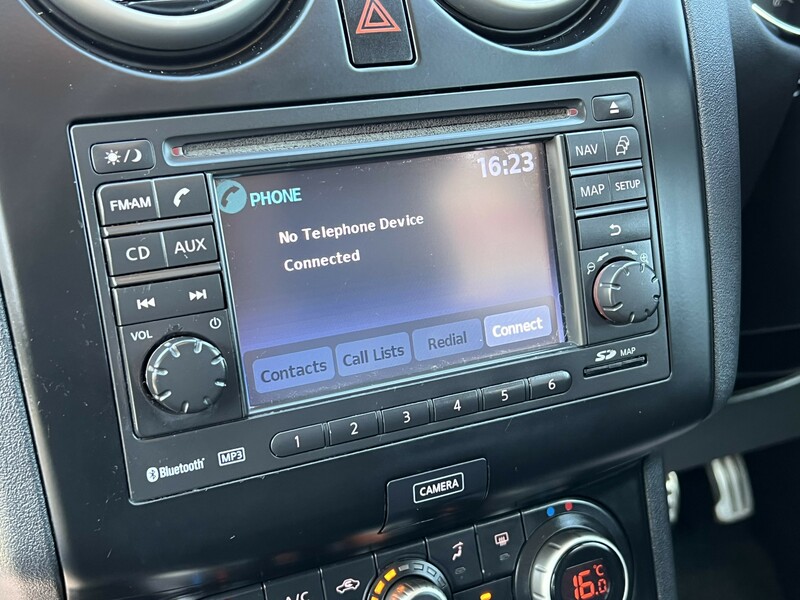 16:23
PHONE
No Telephone Device
Connected
Contacts Call Lists Redial Connect
FM•AM
CD AUX
VOL
NAV
MAP SETUP
SD MAP
1 2 3 4 5 6
Bluetooth MP3
CAMERA
A/C
16.0°C